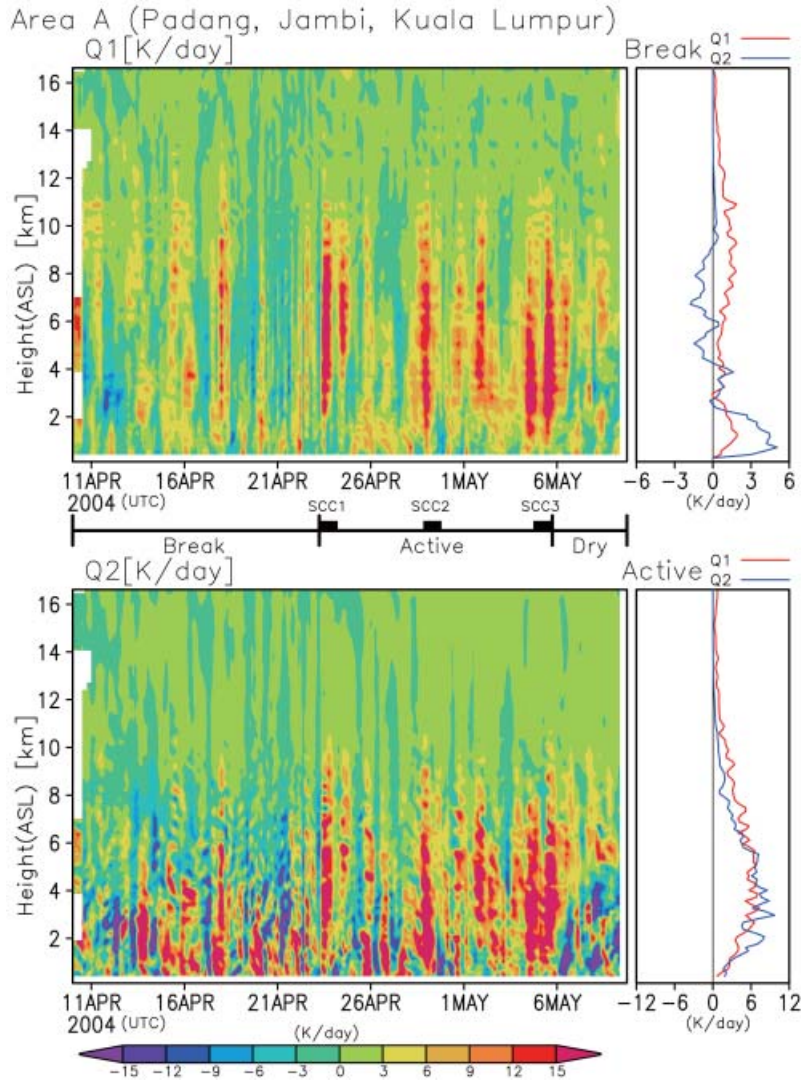 Area A (Padang, Jambi, Kuala Lumpur)
Q1[K/day]
Break Q1
Q2
Height(ASL) [km]
16
14
12
10
8
6
4
2
11APR 16APR 21APR 26APR 1MAY 6MAY
2004 (UTC)
-6 -3 0 3 6
(K/day)
SCC1 SCC2 SCC3
Break Active Dry
Q2[K/day]
Active Q1
Q2
Height(ASL) [km]
16
14
12
10
8
6
4
2
11APR 16APR 21APR 26APR 1MAY 6MAY
2004 (UTC)
-12 -6 0 6 12
(K/day)
(K/day)
-15 -12 -9 -6 -3 0 3 6 9 12 15